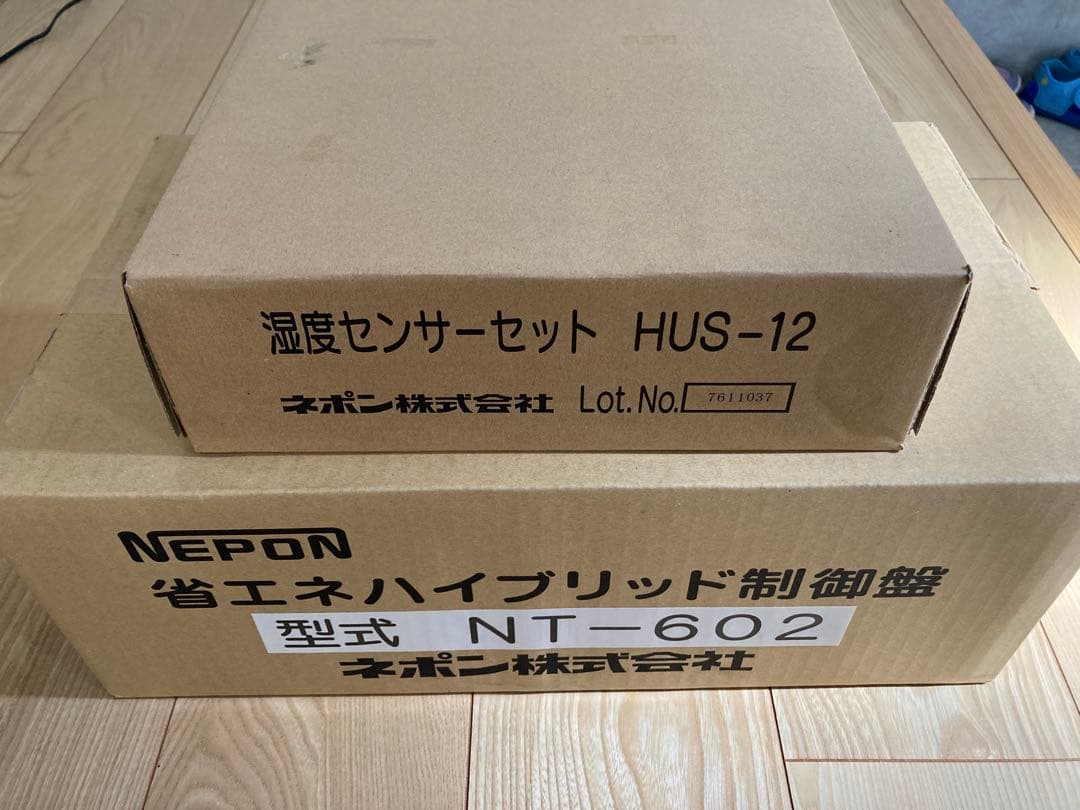 湿度センサーセット HUS-12
ネポン株式会社 Lot.No. 7611037
NEPON
省エネハイブリッド制御盤
型式 NT-602
ネポン株式会社